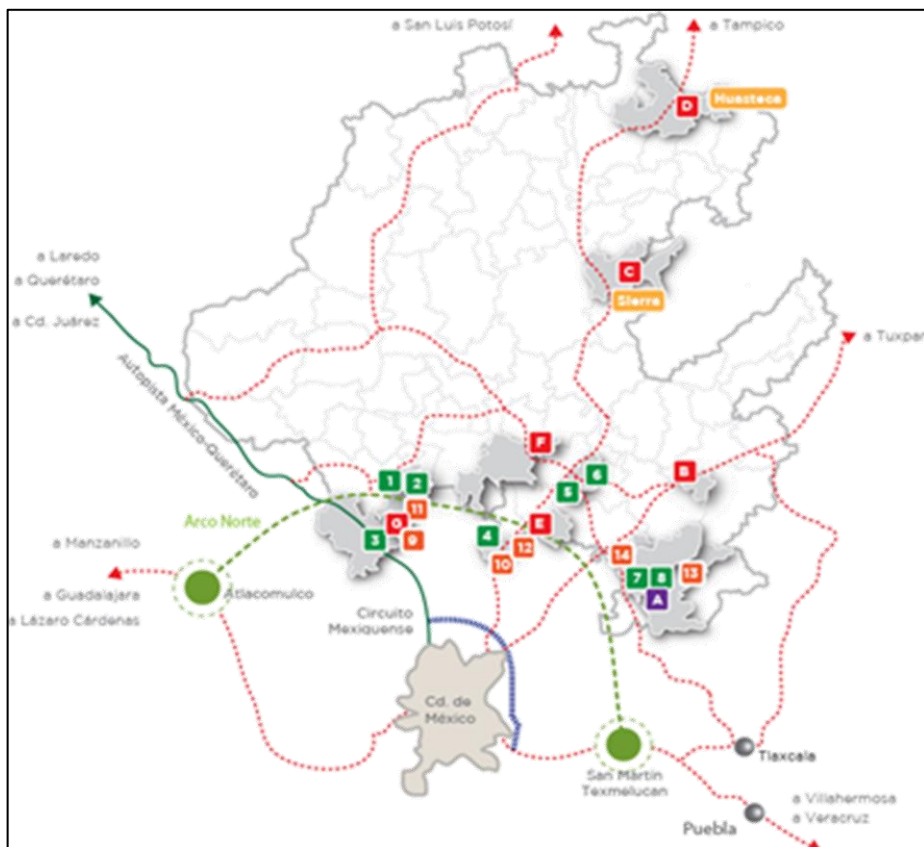 a San Luis Potosí
a Tampico
D
Huasteca
C
Sierra
a Laredo
a Querétaro
a Cd. Juárez
Autopista México-Querétaro
a Tuxpan
F
B
6
1
2
5
11
Arco Norte
G
E
3
9
4
12
10
14
13
7
8
A
a Manzanillo
a Guadalajara
a Lázaro Cárdenas
Atlacomulco
Circuito
Mexiquense
Cd. de
México
San Martín
Texmelucan
Tlaxcala
a Villahermosa
a Veracruz
Puebla